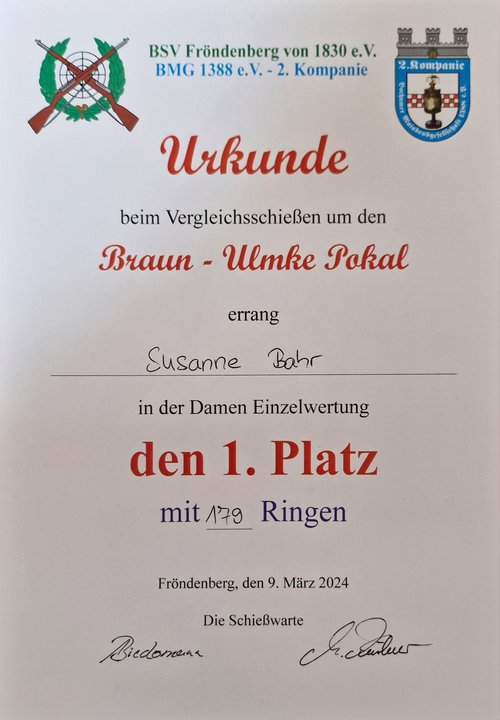 BSV Fröndenberg von 1830 e.V.
BMG 1388 e.V. - 2. Kompanie
2. Kompanie
Urkunde
beim Vergleichsschießen um den
Braun - Ulmke Pokal
errang
Susanne Bahr
in der Damen Einzelwertung
den 1. Platz
mit 179 Ringen
Fröndenberg, den 9. März 2024
Die Schießwarte